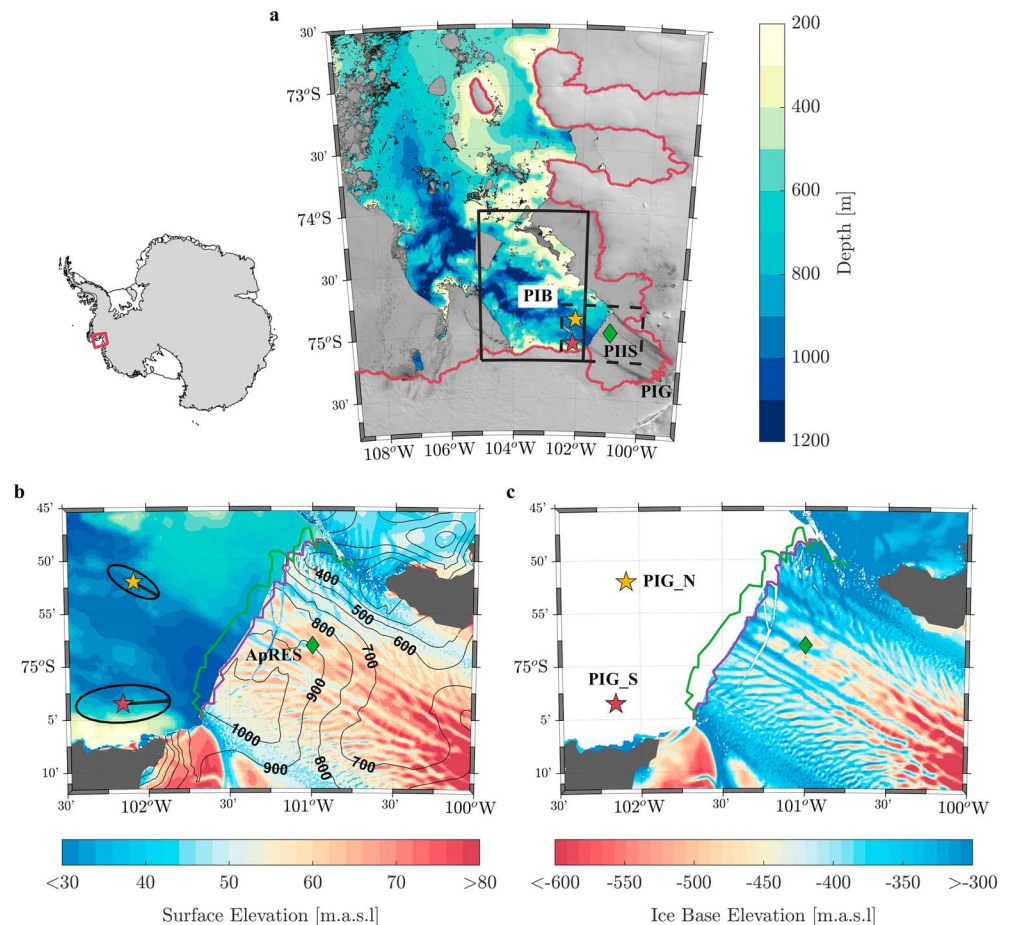 a
73°S
30'
74°S
30'
75°S
30'
108°W
106°W
104°W
102°W
100°W
PIB
PIIS
PIG
200
400
600
800
1000
1200
Depth [m]
b
45'
50'
55'
75°S
5'
10'
30'
102°W
30'
101°W
30'
100°W
400
500
600
800
700
900
ApRES
1000
900
800
700
<30
40
50
60
70
>80
Surface Elevation [m.a.s.l]
c
45'
50'
55'
75°S
5'
10'
30'
102°W
30'
101°W
30'
100°W
PIG_N
PIG_S
<-600
-550
-500
-450
-400
-350
>-300
Ice Base Elevation [m.a.s.l]